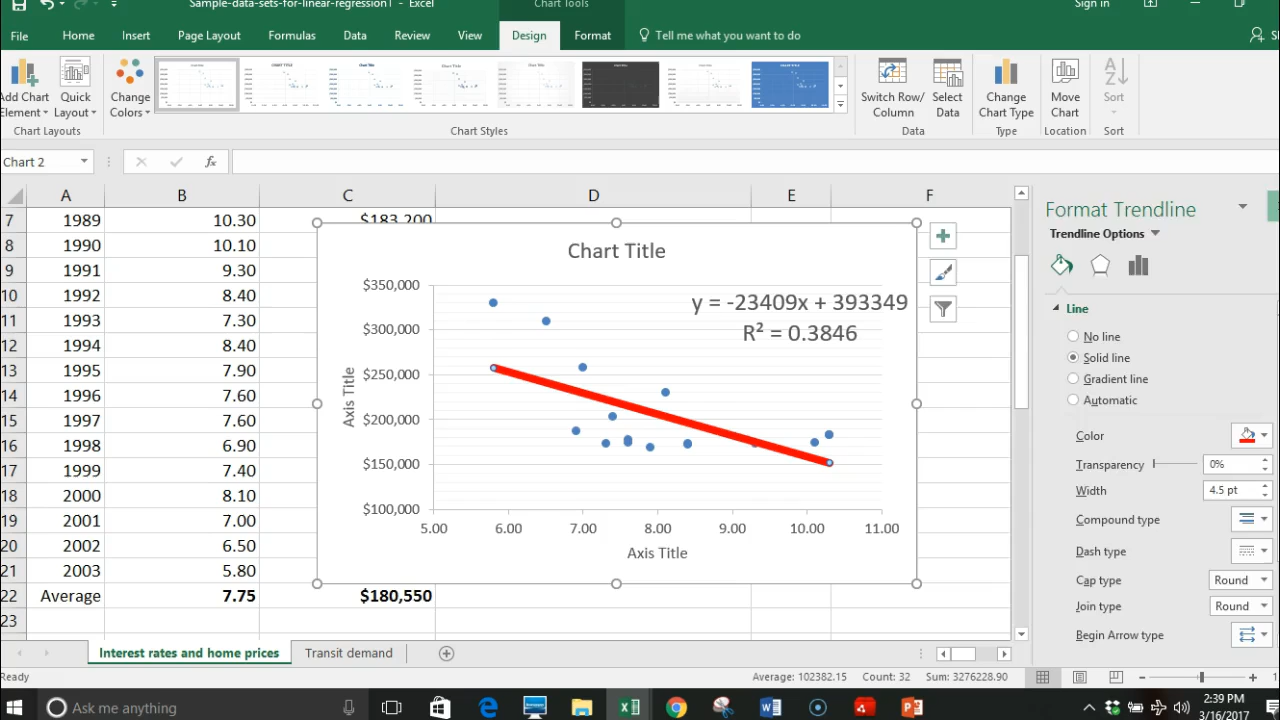 Sample-data-sets-for-linear-regression1 - Excel
Chart Tools
Sign in
File Home Insert Page Layout Formulas Data Review View Design Format Tell me what you want to do
Add Chart Element
Quick Layout
Change Colors
Switch Row/ Column
Select Data
Change Chart Type
Move Chart
Sort
Chart Layouts Chart Styles Data Type Location Sort
Chart 2
fx
A B C D E F
7 1989 10.30 $183,200
8 1990 10.10
9 1991 9.30
10 1992 8.40
11 1993 7.30
12 1994 8.40
13 1995 7.90
14 1996 7.60
15 1997 7.60
16 1998 6.90
17 1999 7.40
18 2000 8.10
19 2001 7.00
20 2002 6.50
21 2003 5.80
22 Average 7.75 $180,550
23
Chart Title
y = -23409x + 393349
R² = 0.3846
$350,000
$300,000
$250,000
$200,000
$150,000
$100,000
Axis Title
5.00 6.00 7.00 8.00 9.00 10.00 11.00
Axis Title
Format Trendline
Trendline Options
Line
No line
Solid line
Gradient line
Automatic
Color
Transparency 0%
Width 4.5 pt
Compound type
Dash type
Cap type Round
Join type Round
Begin Arrow type
Interest rates and home prices Transit demand
Ready
Average: 102382.15 Count: 32 Sum: 3276228.90
Ask me anything
2:39 PM
3/16/2017